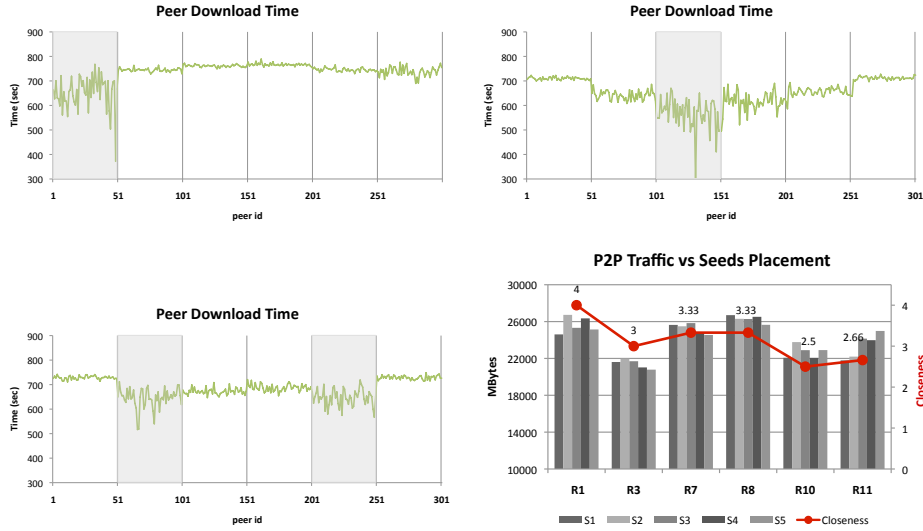 Peer Download Time
900
800
700
600
500
400
300
Time (sec)
1 51 101 151 201 251
peer id
Peer Download Time
900
800
700
600
500
400
300
Time (sec)
1 51 101 151 201 251 301
peer id
Peer Download Time
900
800
700
600
500
400
300
Time (sec)
1 51 101 151 201 251 301
peer id
P2P Traffic vs Seeds Placement
30000
26000
22000
18000
14000
10000
MBytes
4 3 7.33 8.33 2.5 2.66
4
3
2
1
0
Closeness
R1 R3 R7 R8 R10 R11
S1 S2 S3 S4 S5 Closeness